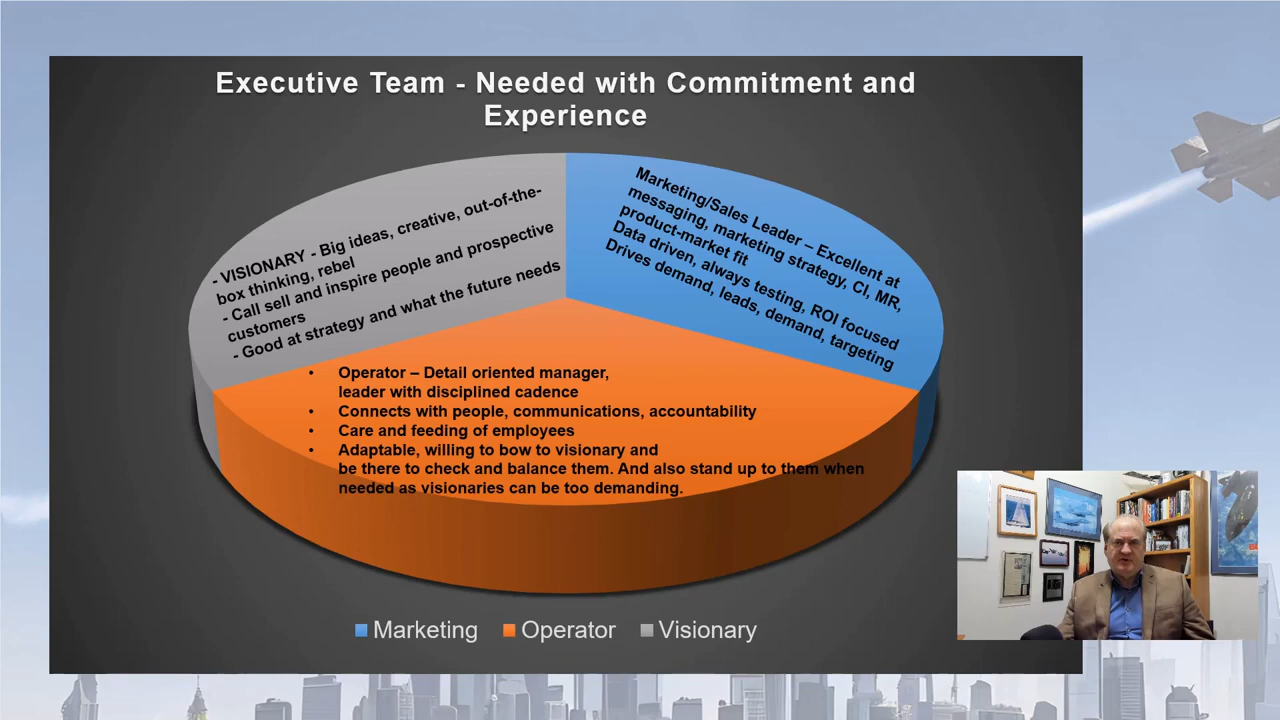 Executive Team - Needed with Commitment and
Experience
- VISIONARY - Big ideas, creative, out-of-the-
box thinking, rebel
- Call sell and inspire people and prospective
customers
- Good at strategy and what the future needs
Marketing/Sales Leader – Excellent at
messaging, marketing strategy, CI, MR,
product-market fit
Data driven, always testing, ROI focused
Drives demand, leads, demand, targeting
• Operator – Detail oriented manager,
leader with disciplined cadence
• Connects with people, communications, accountability
• Care and feeding of employees
• Adaptable, willing to bow to visionary and
be there to check and balance them. And also stand up to them when
needed as visionaries can be too demanding.
Marketing Operator Visionary